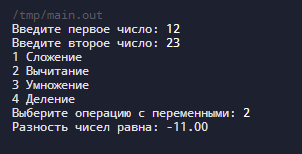 /tmp/main.out
Введите первое число: 12
Введите второе число: 23
1 Сложение
2 Вычитание
3 Умножение
4 Деление
Выберите операцию с переменными: 2
Разность чисел равна: -11.00